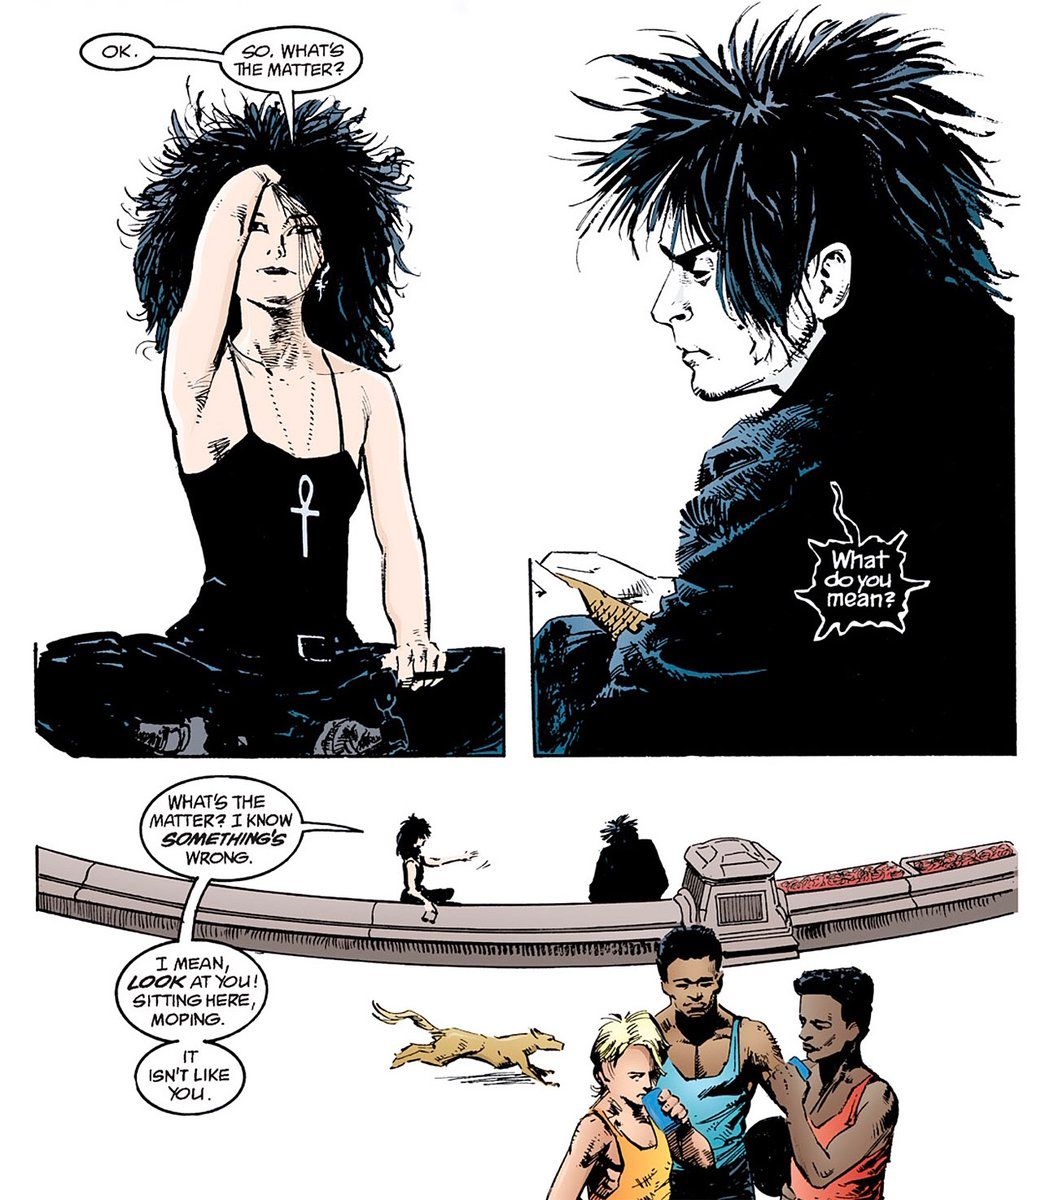 OK.
SO. WHAT'S
THE MATTER?
What
do you
mean?
WHAT'S THE
MATTER? I KNOW
SOMETHING'S
WRONG.
I MEAN,
LOOK AT YOU!
SITTING HERE,
MOPING.
IT
ISN'T LIKE
YOU.